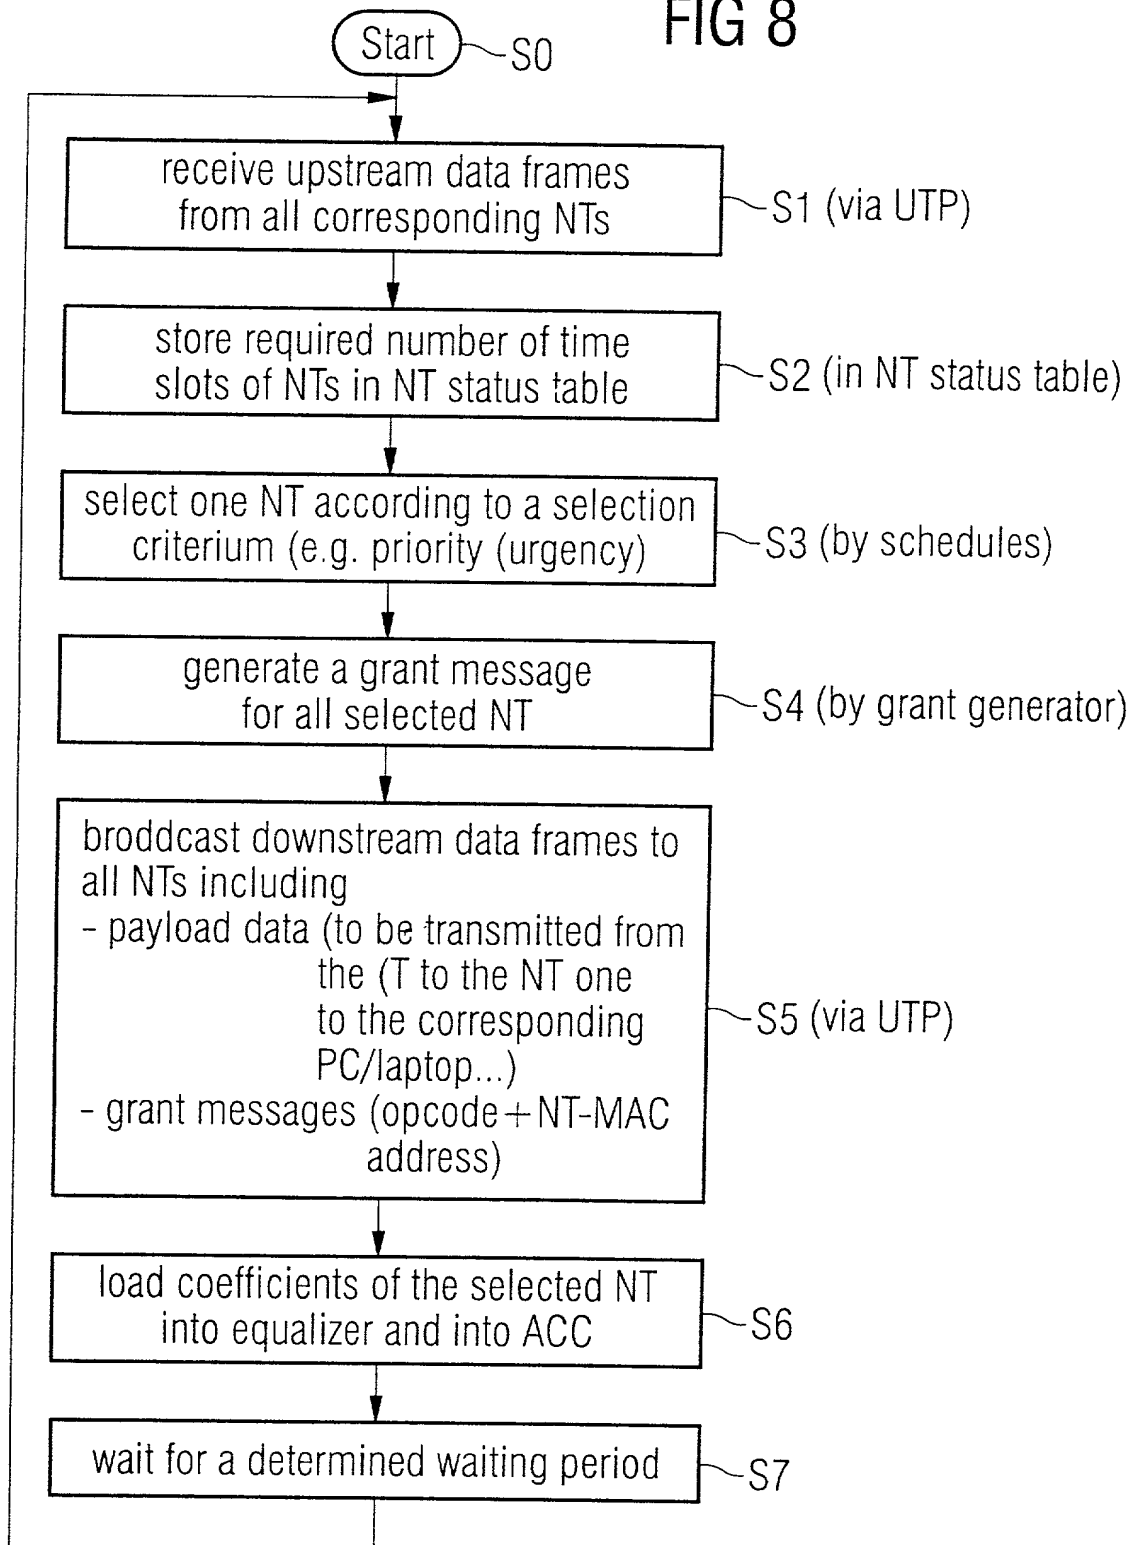 FIG 8
Start
S0
receive upstream data frames
from all corresponding NTs
S1 (via UTP)
store required number of time
slots of NTs in NT status table
S2 (in NT status table)
select one NT according to a selection
criterium (e.g. priority (urgency)
S3 (by schedules)
generate a grant message
for all selected NT
S4 (by grant generator)
broddcast downstream data frames to
all NTs including
- payload data (to be transmitted from
the (T to the NT one
to the corresponding
PC/laptop...)
- grant messages (opcode+NT-MAC
address)
S5 (via UTP)
load coefficients of the selected NT
into equalizer and into ACC
S6
wait for a determined waiting period
S7